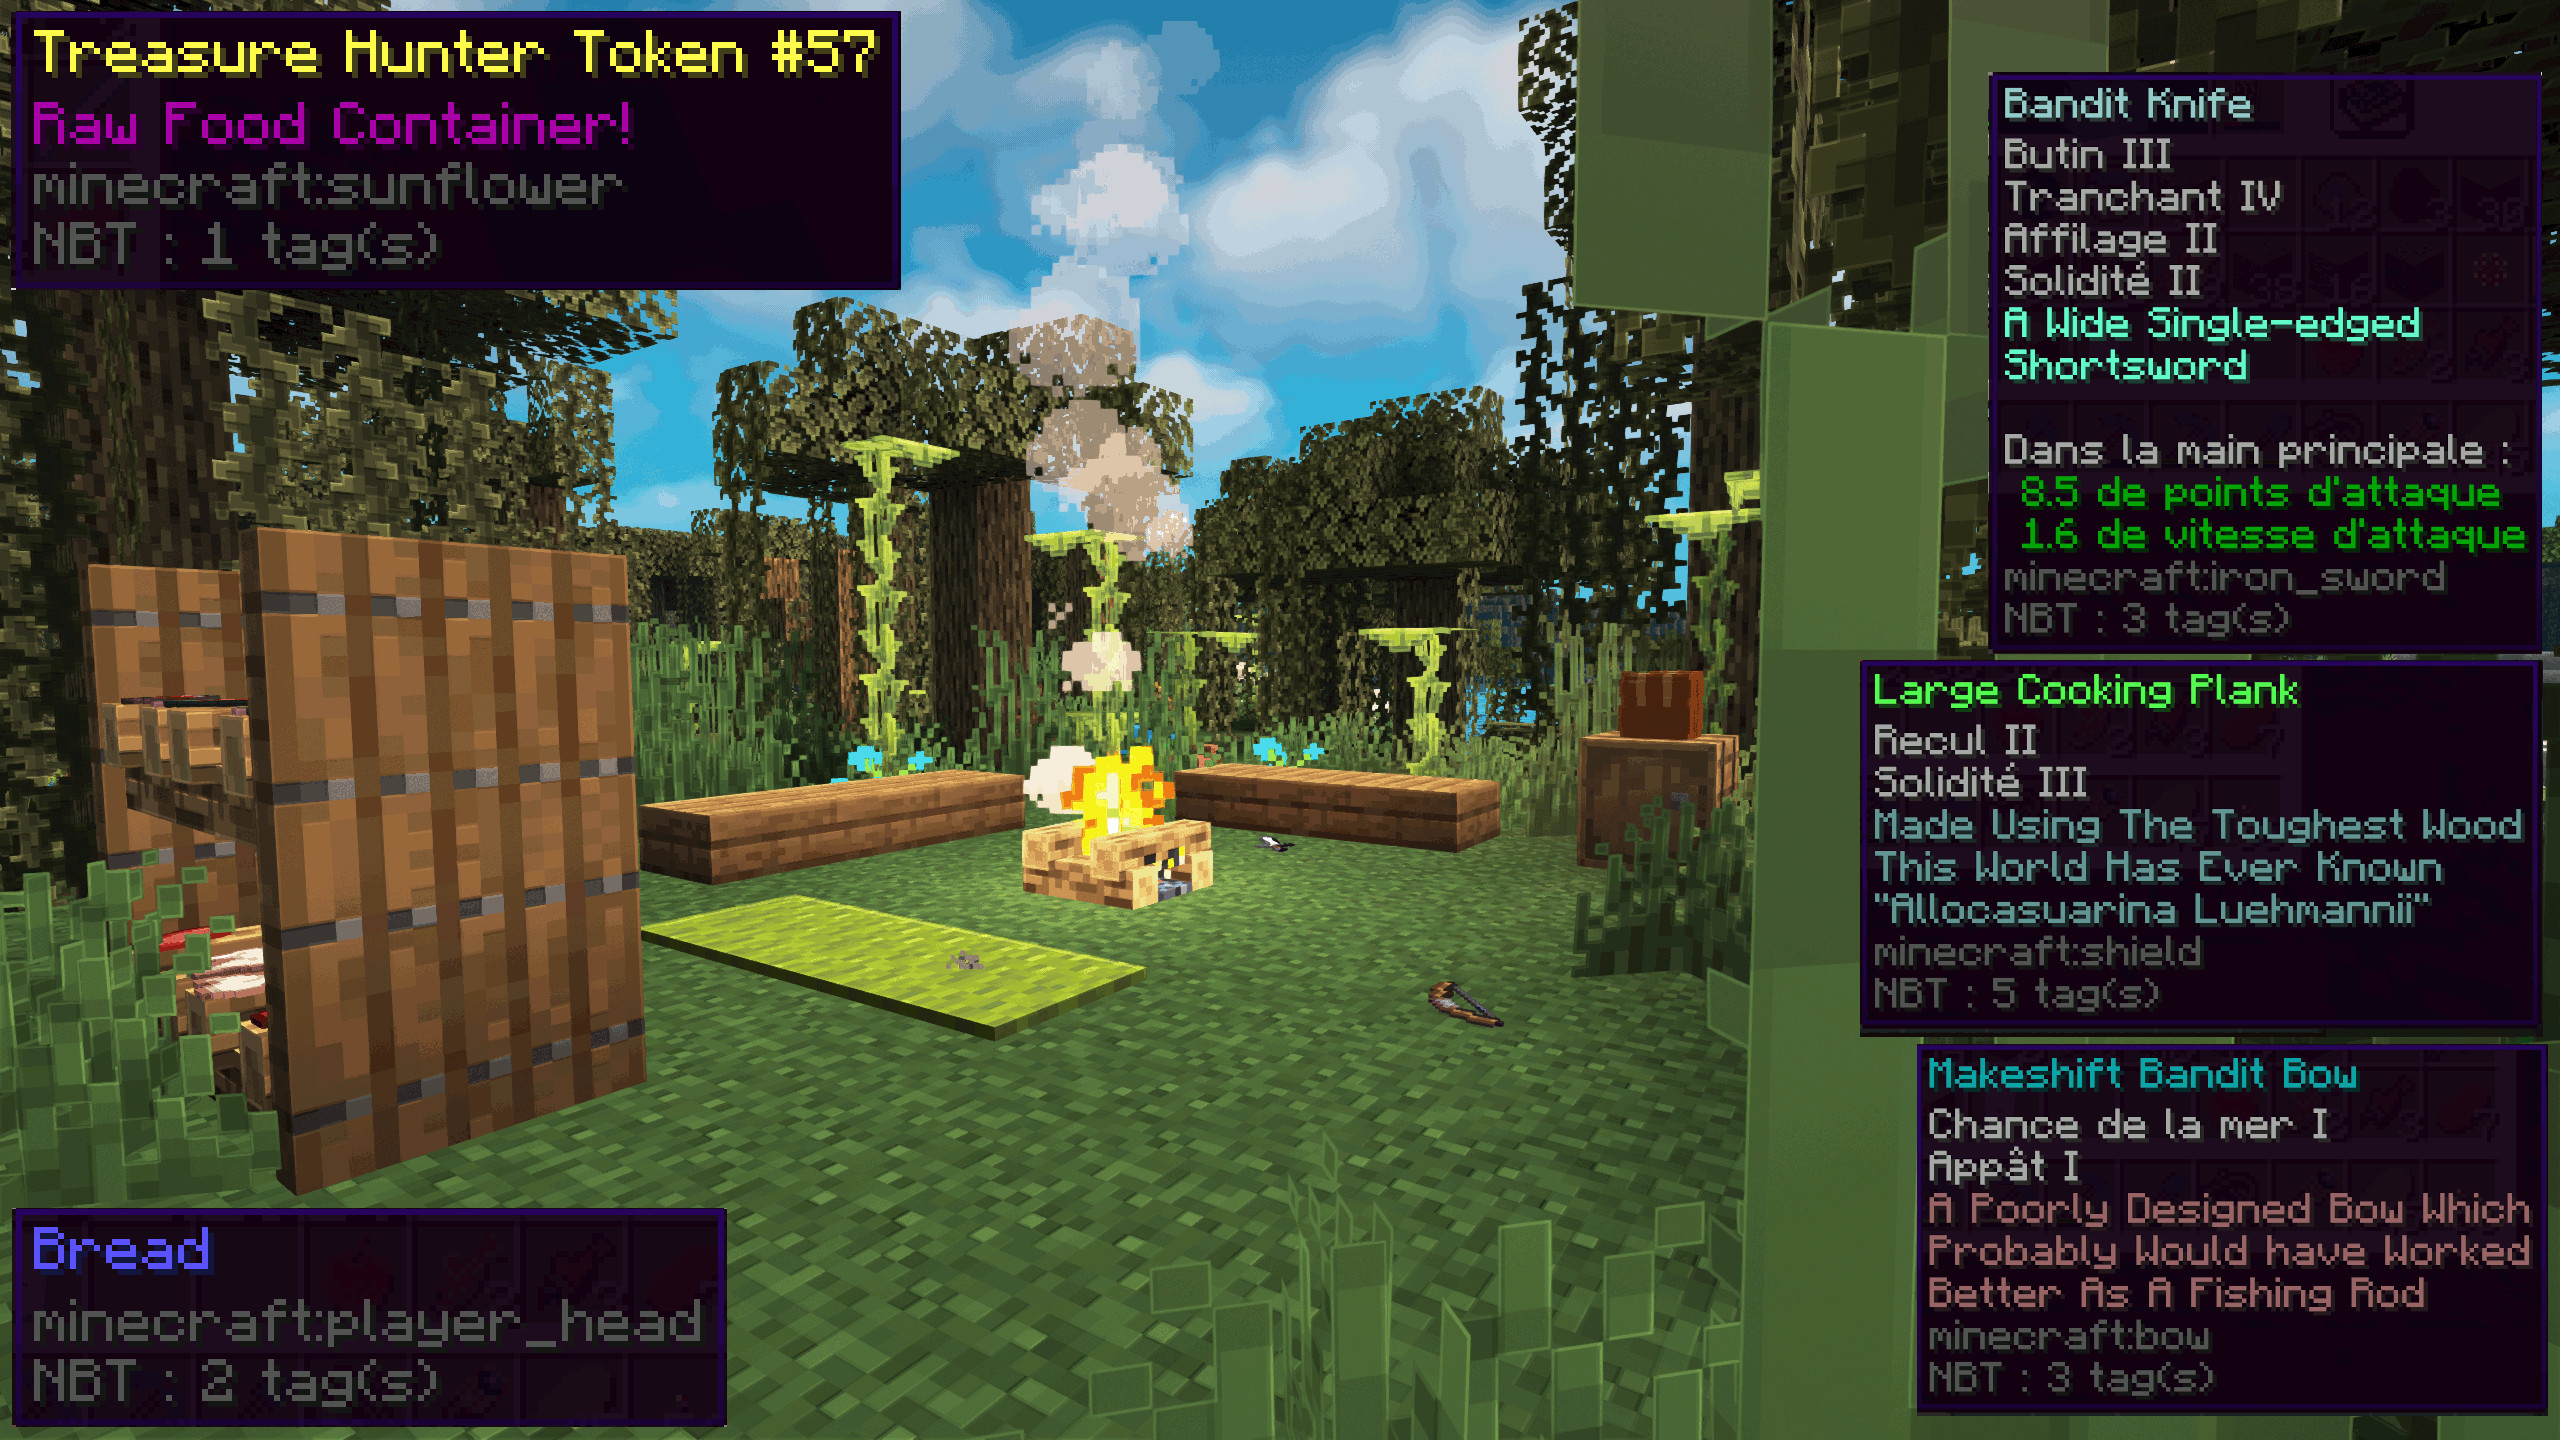 Treasure Hunter Token #57
Raw Food Container!
minecraft:sunflower
NBT : 1 tag(s)
Bandit Knife
Butin III
Tranchant IV
Affilage II
Solidité II
A Wide Single-edged
Shortsword
Dans la main principale :
8.5 de points d'attaque
1.6 de vitesse d'attaque
minecraft:iron_sword
NBT : 3 tag(s)
Large Cooking Plank
Recul II
Solidité III
Made Using The Toughest Wood
This World Has Ever Known
"Allocasuarina Luehmannii"
minecraft:shield
NBT : 5 tag(s)
Makeshift Bandit Bow
Chance de la mer I
Appât I
A Poorly Designed Bow Which
Probably Would have Worked
Better As A Fishing Rod
minecraft:bow
NBT : 3 tag(s)
Bread
minecraft:player_head
NBT : 2 tag(s)